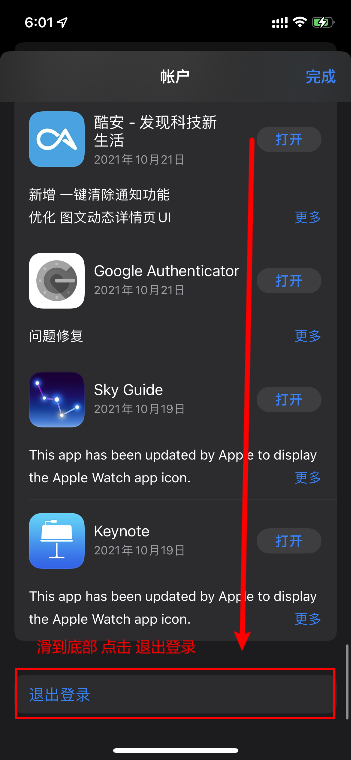 6:01
帐户
完成
酷安 - 发现科技新
生活
2021年10月21日
打开
新增 一键清除通知功能
优化 图文动态详情页UI
更多
Google Authenticator
2021年10月21日
打开
问题修复
更多
Sky Guide
2021年10月19日
打开
This app has been updated by Apple to display
the Apple Watch app icon.
更多
Keynote
2021年10月19日
打开
This app has been updated by Apple to display
the Apple Watch app icon.
更多
滑到底部 点击 退出登录
退出登录